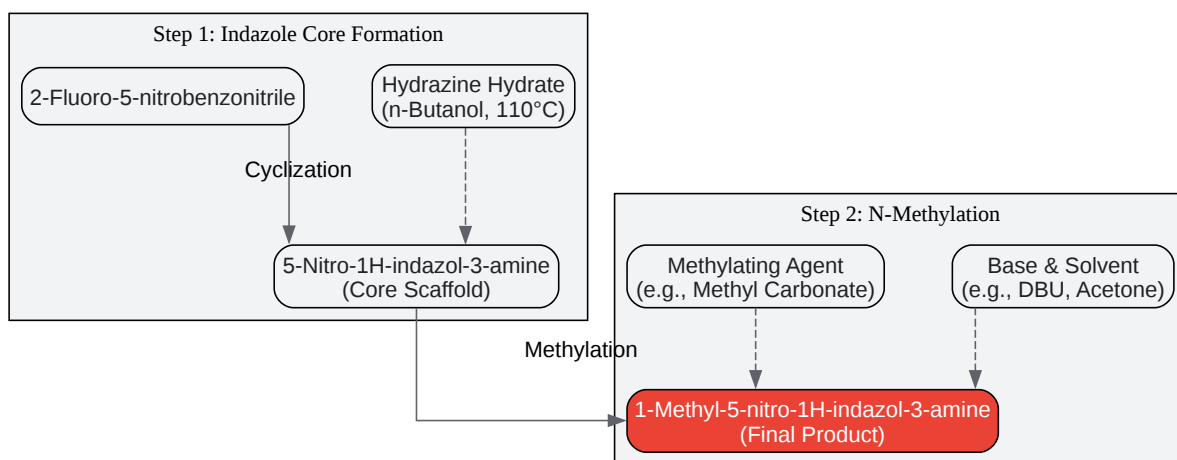 Step 1: Indazole Core Formation
2-Fluoro-5-nitrobenzonitrile
Hydrazine Hydrate
(n-Butanol, 110°C)
Cyclization
5-Nitro-1H-indazol-3-amine
(Core Scaffold)
Step 2: N-Methylation
Methylating Agent
(e.g., Methyl Carbonate)
Base & Solvent
(e.g., DBU, Acetone)
Methylation
1-Methyl-5-nitro-1H-indazol-3-amine
(Final Product)